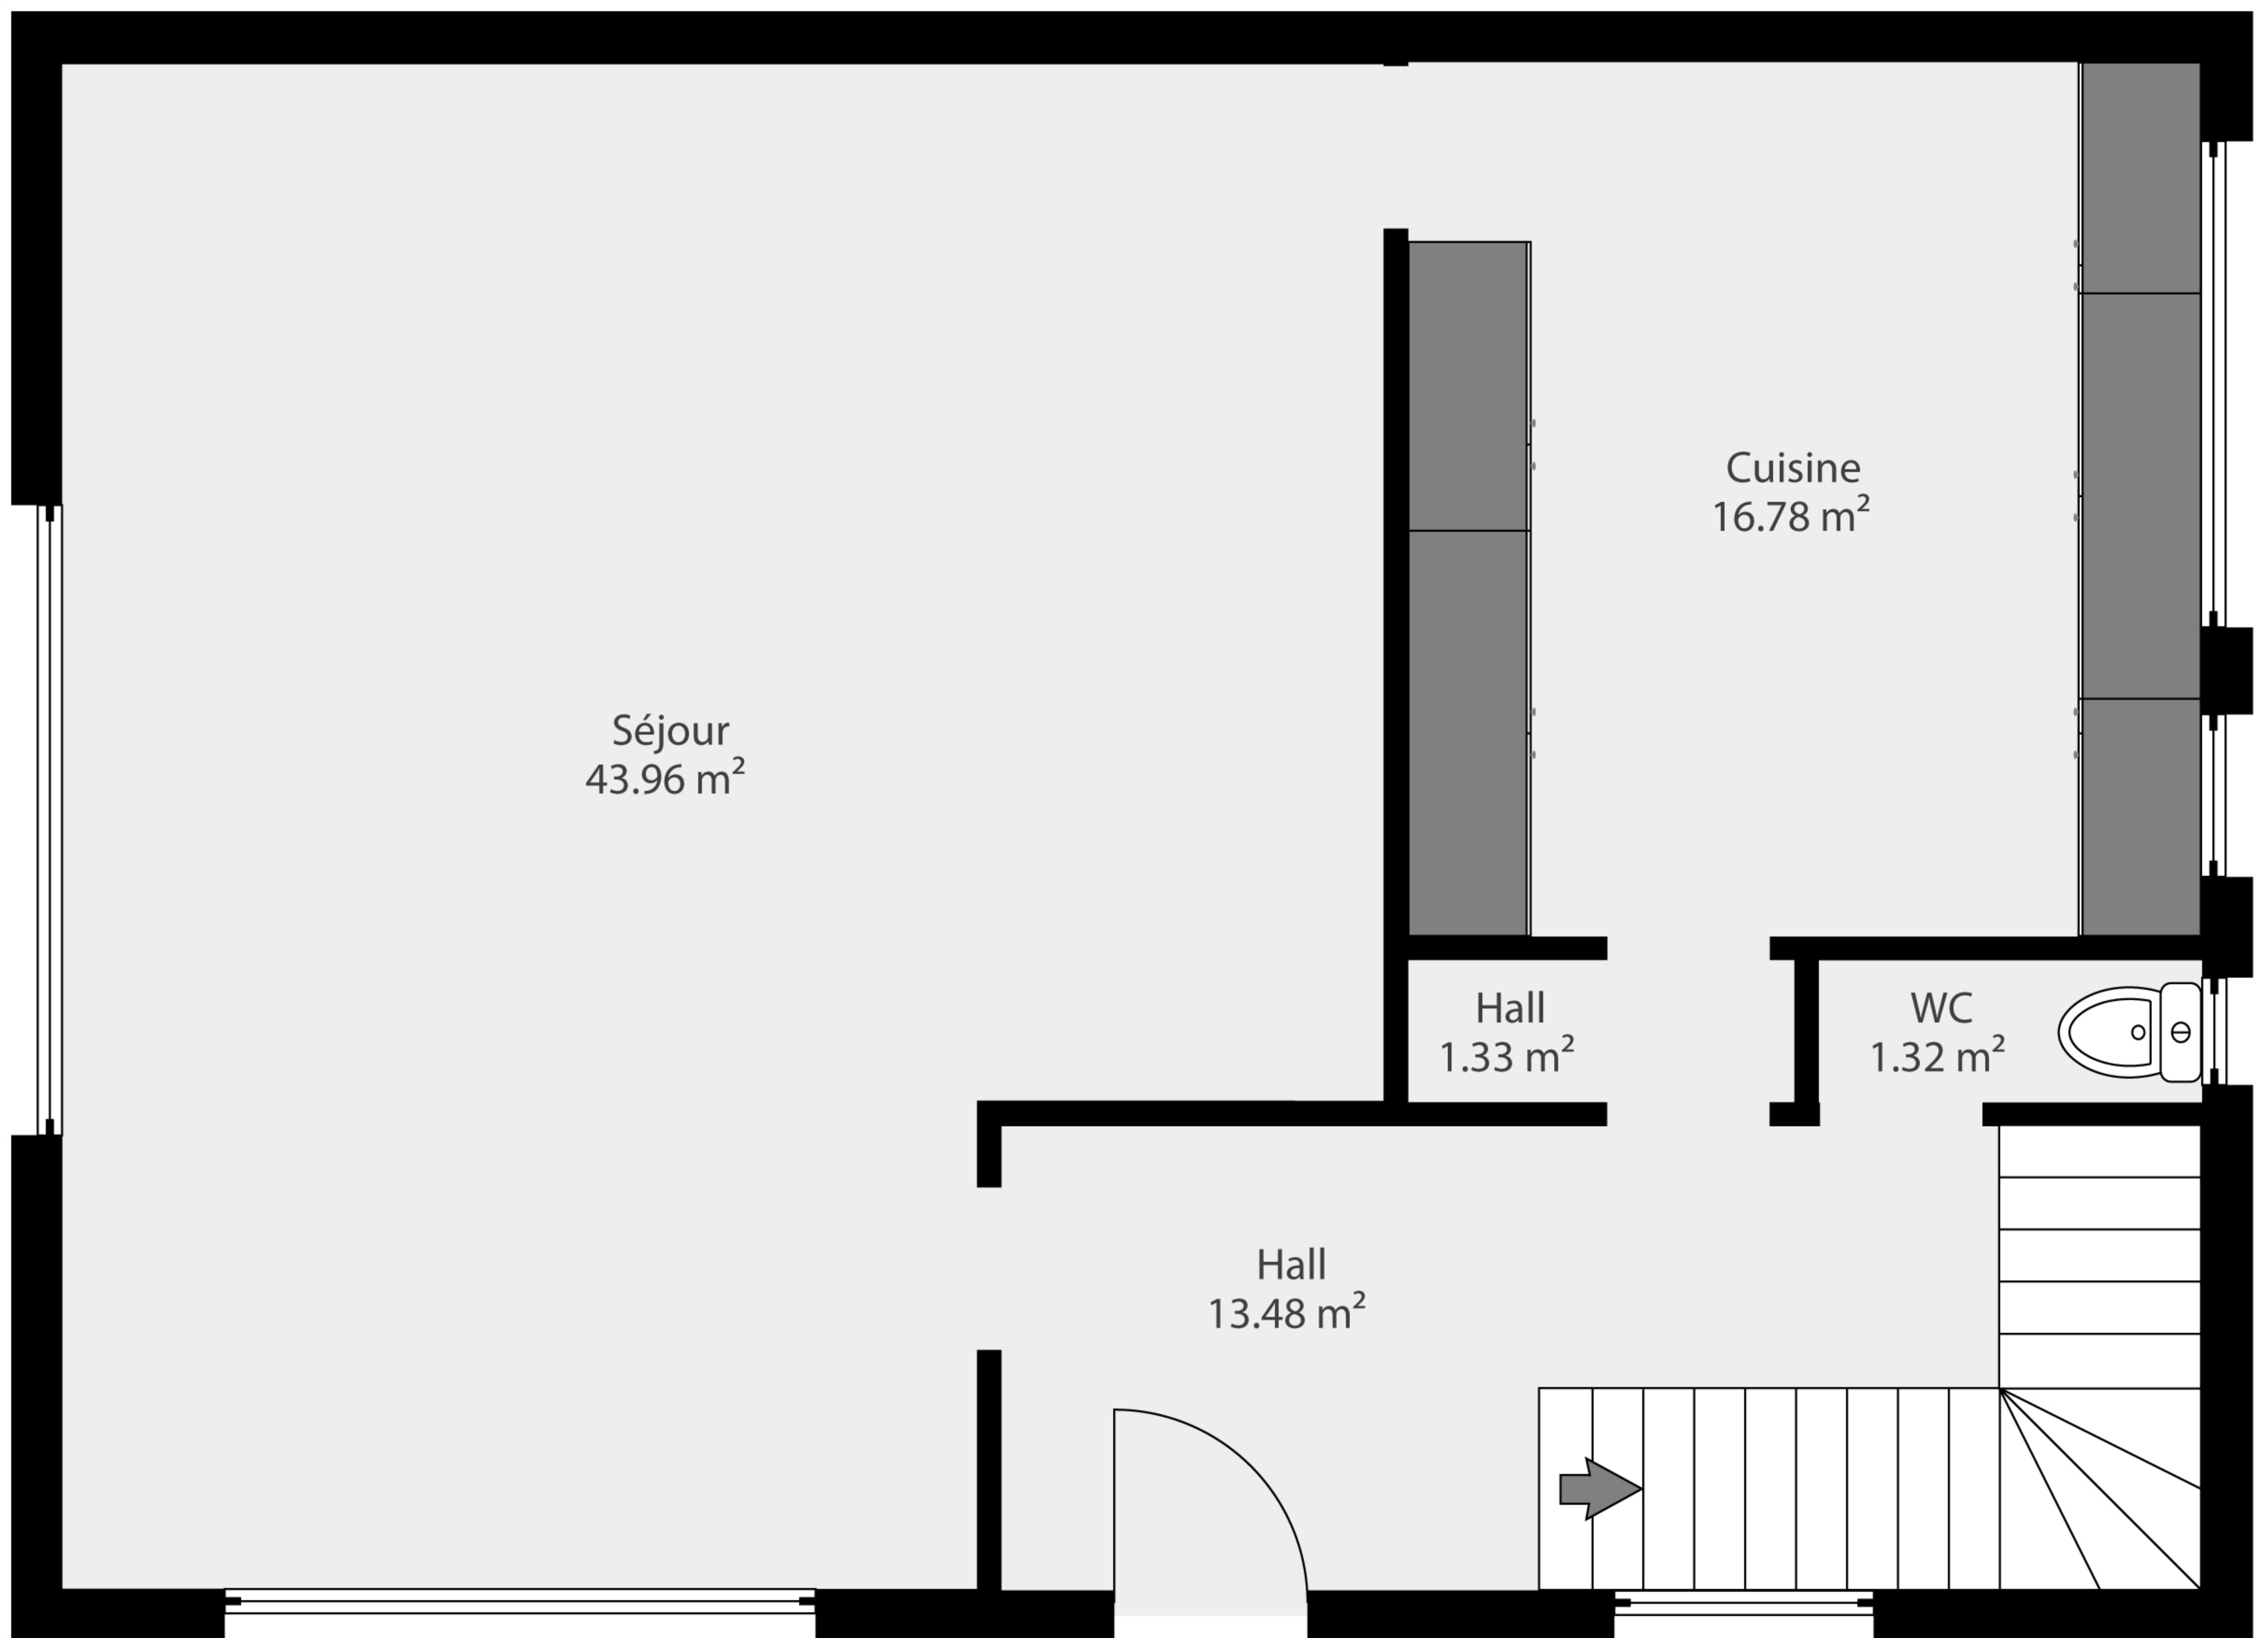 Cuisine
16.78 m²
Séjour
43.96 m²
Hall
1.33 m²
WC
1.32 m²
Hall
13.48 m²